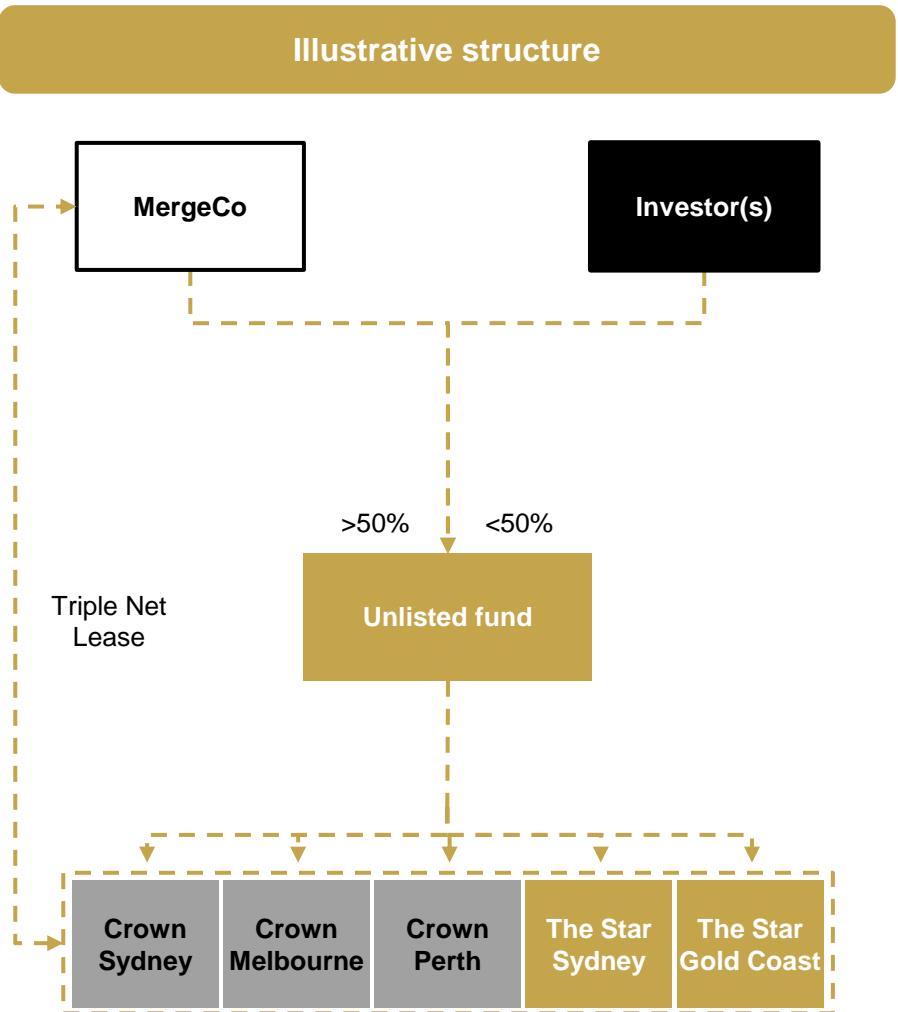 Illustrative structure
MergeCo
Investor(s)
>50%
<50%
Triple Net
Lease
Unlisted fund
Crown
Sydney
Crown
Melbourne
Crown
Perth
The Star
Sydney
The Star
Gold Coast